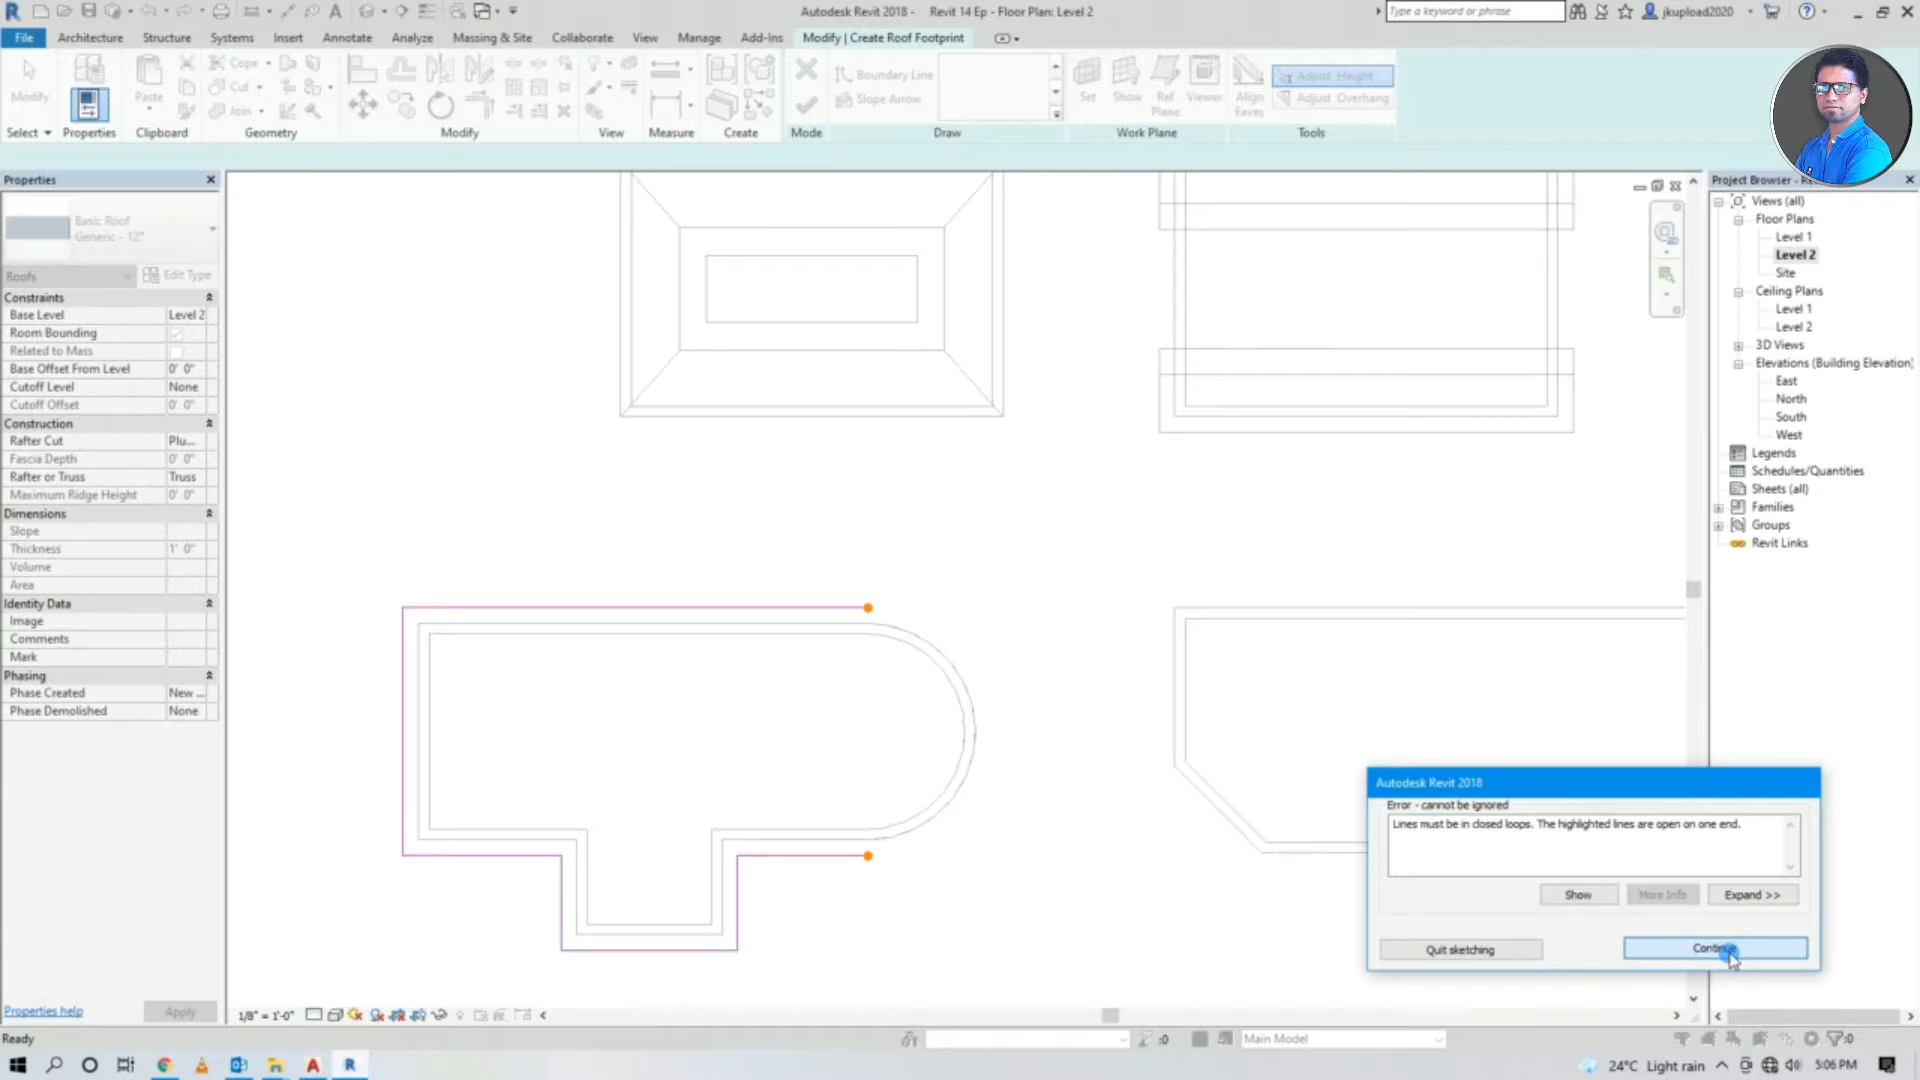 Autodesk Revit 2018 - Revit 14 Ep - Floor Plan: Level 2
Type a keyword or phrase
jkupload2020
File Architecture Structure Systems Insert Annotate Analyze Massing & Site Collaborate View Manage Add-Ins Modify | Create Roof Footprint
Modify
Paste
Cope
Cut
Join
Boundary Line
Slope Arrow
Set Show Ref Plane Viewer
Align Eaves
Adjust Height
Adjust Overhang
Select Properties Clipboard Geometry Modify View Measure Create Mode Draw Work Plane Tools
Properties
Basic Roof
Generic - 12"
Roofs Edit Type
Constraints
Base Level Level 2
Room Bounding
Related to Mass
Base Offset From Level 0' 0"
Cutoff Level None
Cutoff Offset 0' 0"
Construction
Rafter Cut Plu...
Fascia Depth 0' 0"
Rafter or Truss Truss
Maximum Ridge Height 0' 0"
Dimensions
Slope
Thickness 1' 0"
Volume
Area
Identity Data
Image
Comments
Mark
Phasing
Phase Created New ...
Phase Demolished None
Properties help Apply
Project Browser -
Views (all)
Floor Plans
Level 1
Level 2
Site
Ceiling Plans
Level 1
Level 2
3D Views
Elevations (Building Elevation)
East
North
South
West
Legends
Schedules/Quantities
Sheets (all)
Families
Groups
Revit Links
Autodesk Revit 2018
Error - cannot be ignored
Lines must be in closed loops. The highlighted lines are open on one end.
Show More Info Expand >>
Quit sketching Continue
1/8" = 1'-0"
Ready :0 Main Model :0
24°C Light rain 5:06 PM